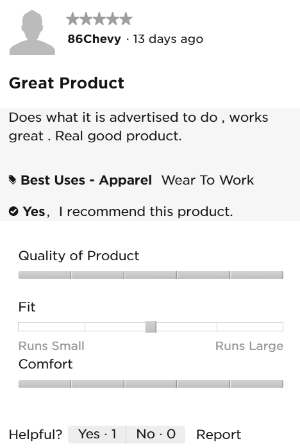 86Chevy · 13 days ago
Great Product
Does what it is advertised to do , works
great . Real good product.
Best Uses - Apparel Wear To Work
Yes, I recommend this product.
Quality of Product
Fit
Runs Small Runs Large
Comfort
Helpful? Yes · 1 No · 0 Report